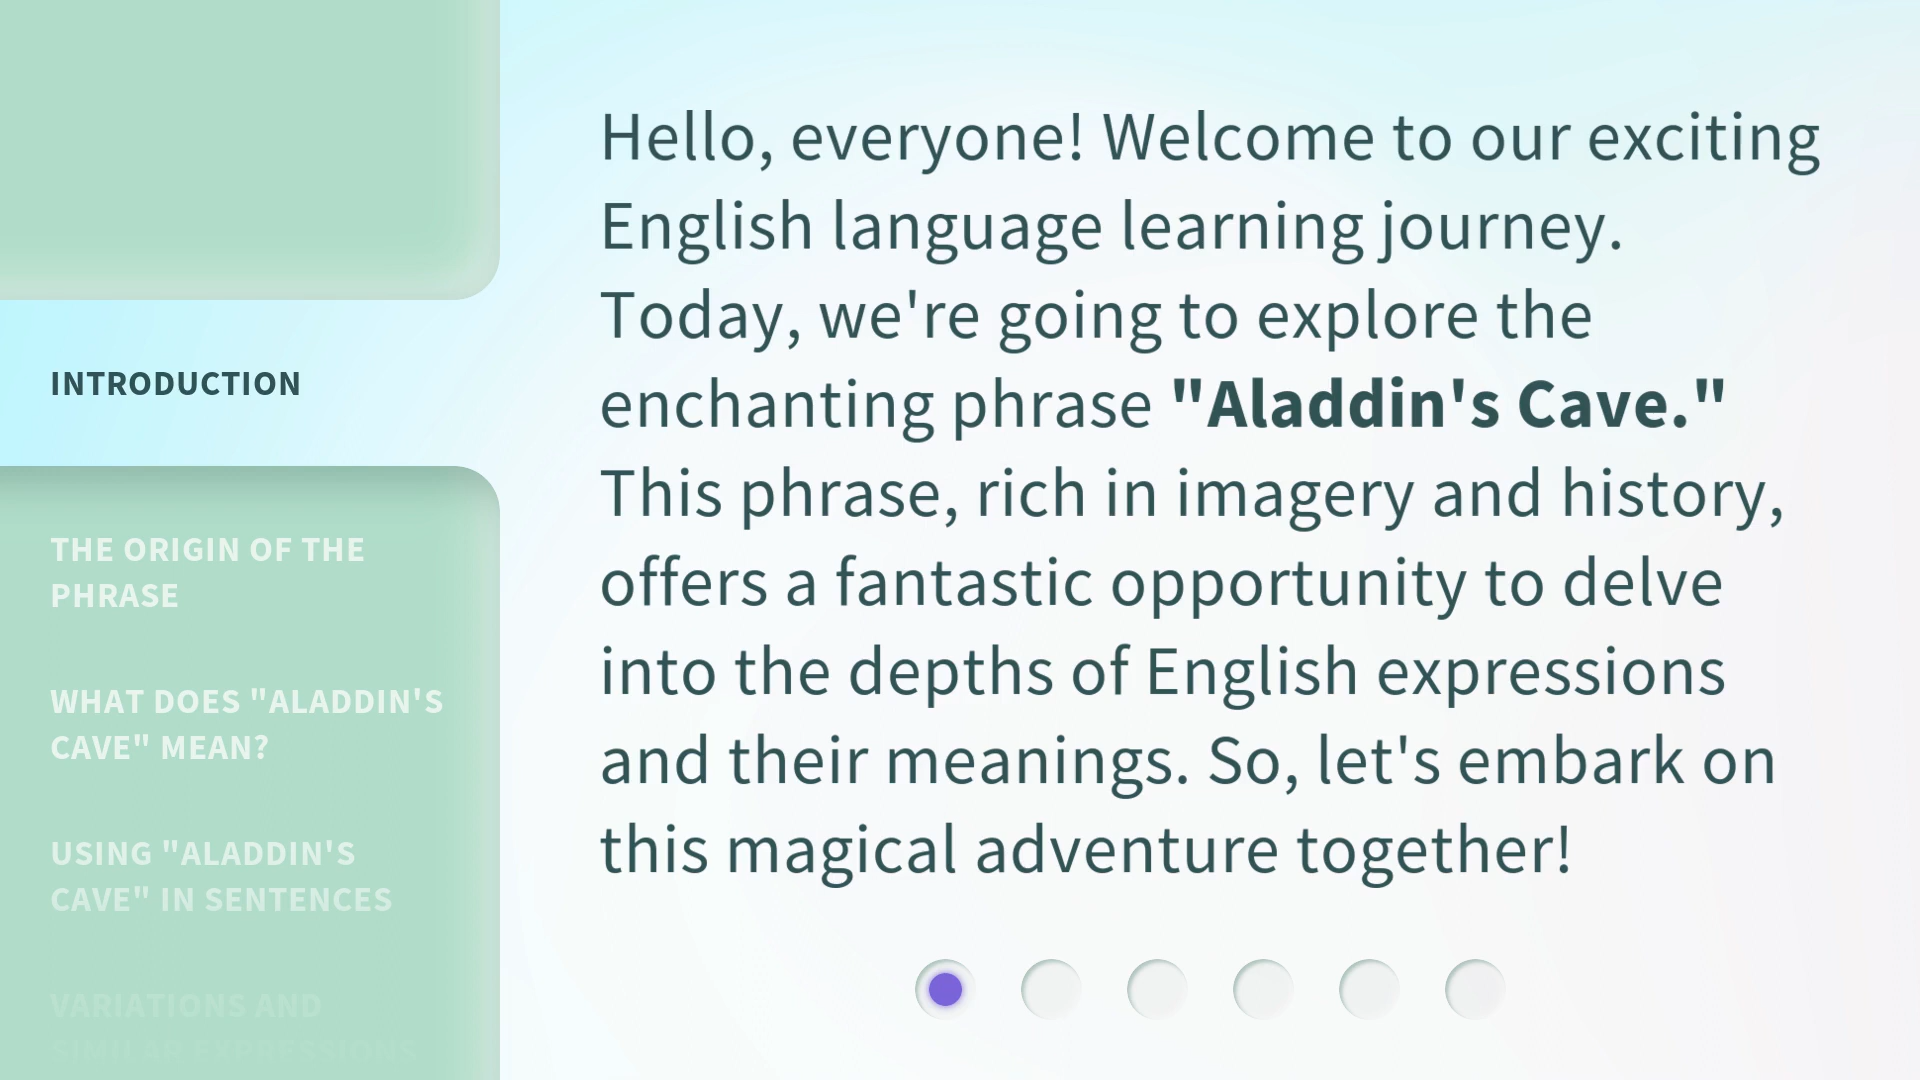 INTRODUCTION
THE ORIGIN OF THE
PHRASE
WHAT DOES "ALADDIN'S
CAVE" MEAN?
USING "ALADDIN'S
CAVE" IN SENTENCES
VARIATIONS AND
SIMILAR EXPRESSIONS
Hello, everyone! Welcome to our exciting
English language learning journey.
Today, we're going to explore the
enchanting phrase "Aladdin's Cave."
This phrase, rich in imagery and history,
offers a fantastic opportunity to delve
into the depths of English expressions
and their meanings. So, let's embark on
this magical adventure together!